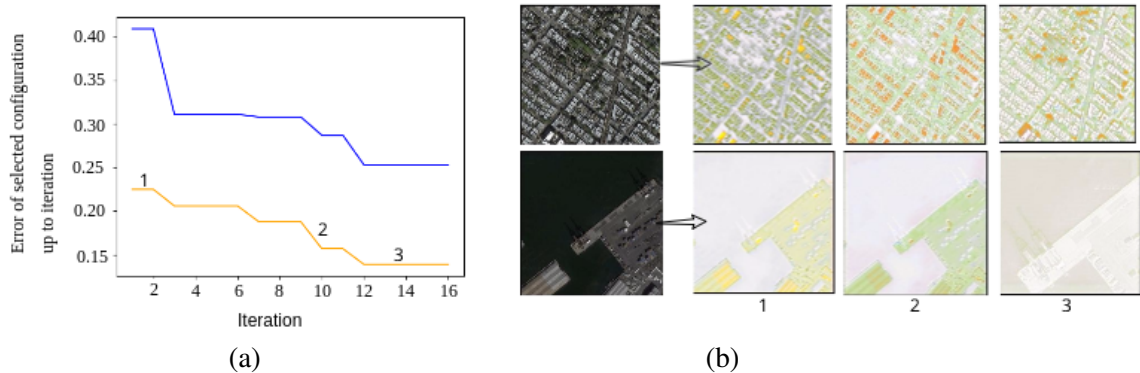 Error of selected configuration
up to iteration
0.40
0.35
0.30
0.25
0.20
0.15
1
2
3
2 4 6 8 10 12 14 16
Iteration
(a)
1 2 3
(b)